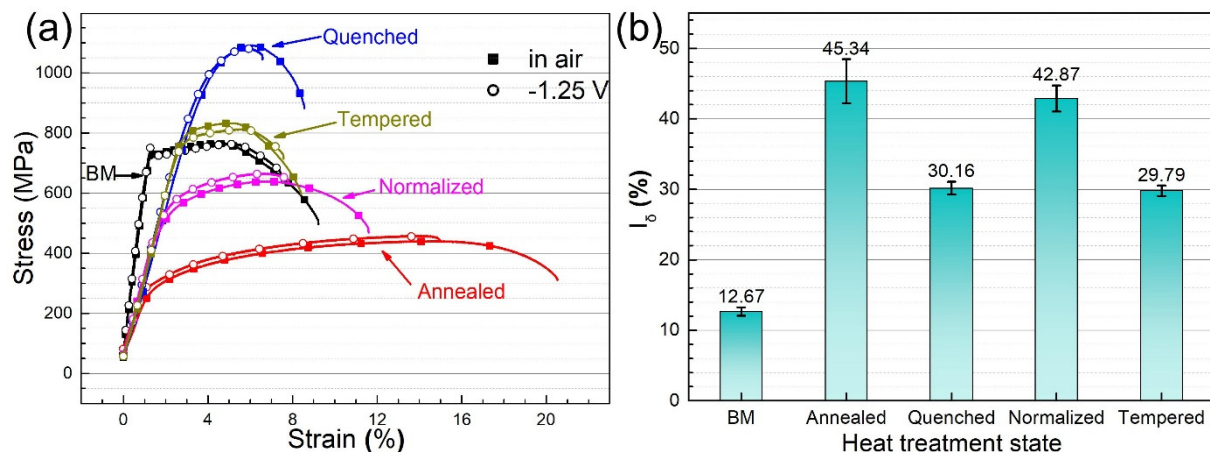 (a)
Quenched
in air
-1.25 V
Tempered
BM
Normalized
Annealed
Stress (MPa)
1000
800
600
400
200
0
0 4 8 12 16 20
Strain (%)
(b)
I_δ (%)
50
40
30
20
10
0
12.67
45.34
30.16
42.87
29.79
BM Annealed Quenched Normalized Tempered
Heat treatment state